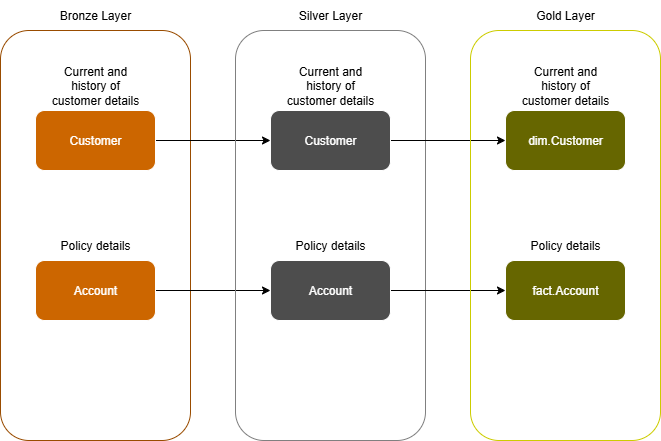 Bronze Layer
Silver Layer
Gold Layer
Current and
history of
customer details
Customer
Current and
history of
customer details
Customer
Current and
history of
customer details
dim.Customer
Policy details
Account
Policy details
Account
Policy details
fact.Account